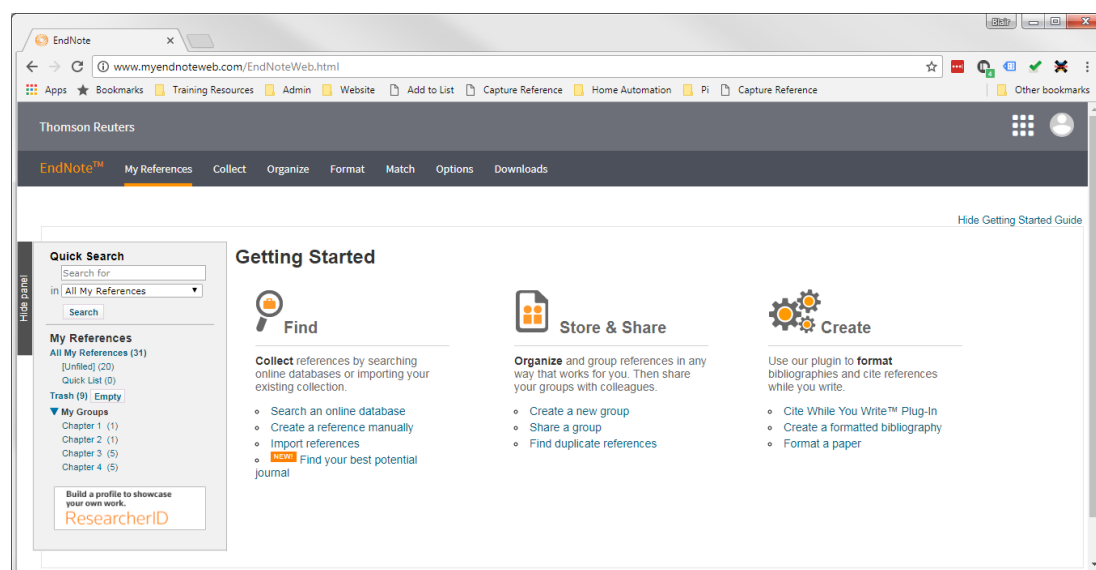 Blair
EndNote
www.myendnoteweb.com/EndNoteWeb.html
Apps Bookmarks Training Resources Admin Website Add to List Capture Reference Home Automation Pi Capture Reference Other bookmarks
Thomson Reuters
EndNote™ My References Collect Organize Format Match Options Downloads
Hide Getting Started Guide
Hide panel
Quick Search
Search for
in All My References
Search
My References
All My References (31)
[Unfiled] (20)
Quick List (0)
Trash (9) Empty
My Groups
Chapter 1 (1)
Chapter 2 (1)
Chapter 3 (5)
Chapter 4 (5)
Build a profile to showcase
your own work.
ResearcherID
Getting Started
Find
Collect references by searching
online databases or importing your
existing collection.
Search an online database
Create a reference manually
Import references
NEW! Find your best potential
journal
Store & Share
Organize and group references in any
way that works for you. Then share
your groups with colleagues.
Create a new group
Share a group
Find duplicate references
Create
Use our plugin to format
bibliographies and cite references
while you write.
Cite While You Write™ Plug-In
Create a formatted bibliography
Format a paper